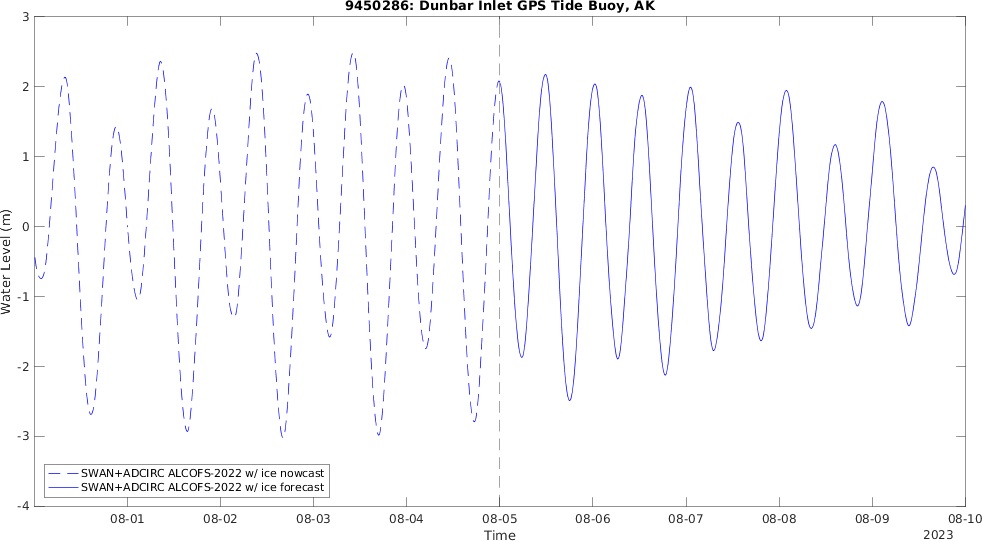 9450286: Dunbar Inlet GPS Tide Buoy, AK
3
2
1
0
-1
-2
-3
-4
Water Level (m)
SWAN+ADCIRC ALCOFS-2022 w/ ice nowcast
SWAN+ADCIRC ALCOFS-2022 w/ ice forecast
08-01 08-02 08-03 08-04 08-05 08-06 08-07 08-08 08-09 08-10
Time
2023